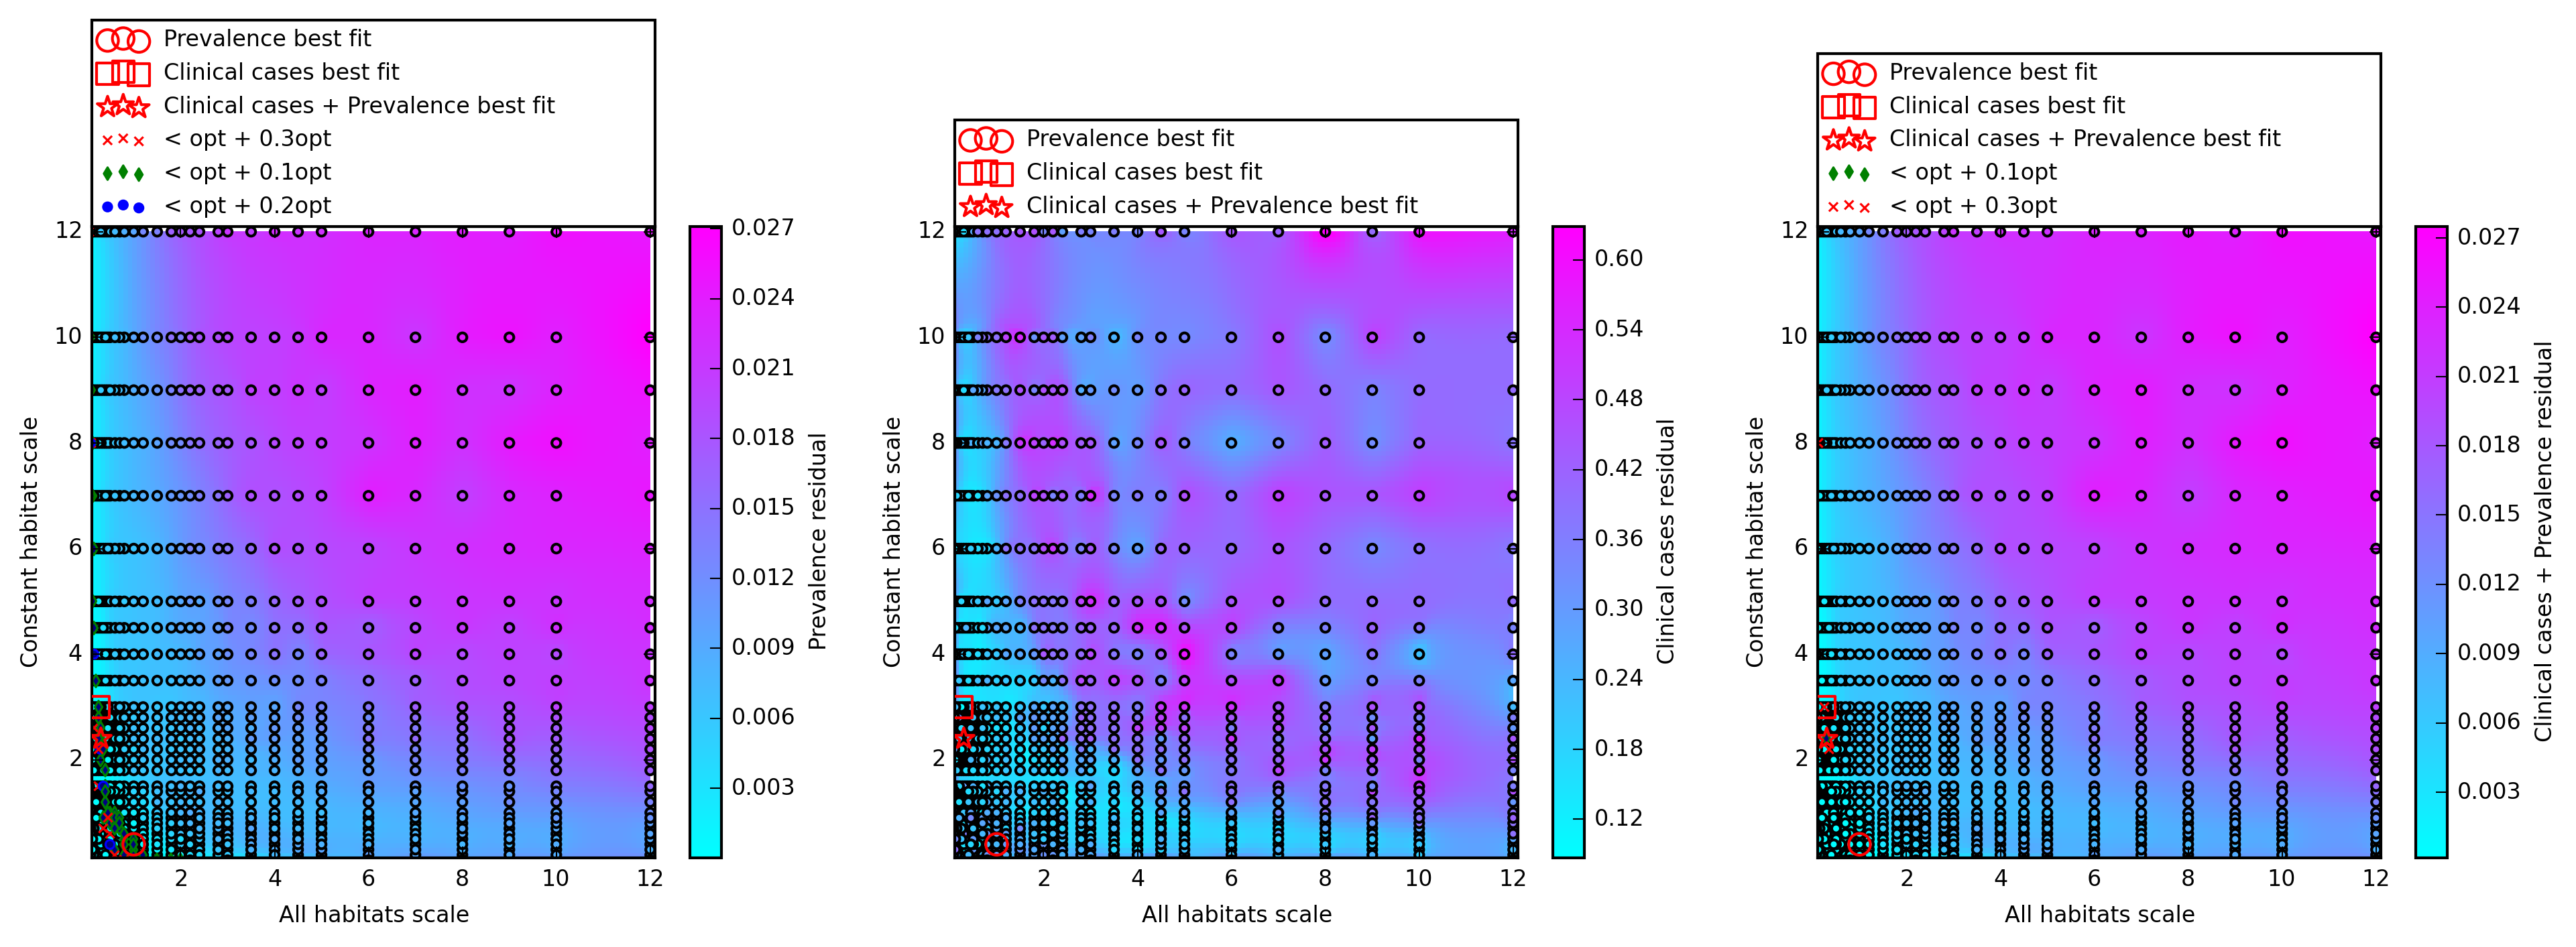 Prevalence best fit
Clinical cases best fit
Clinical cases + Prevalence best fit
< opt + 0.3opt
< opt + 0.1opt
< opt + 0.2opt
12
10
8
6
4
2
2 4 6 8 10 12
Constant habitat scale
All habitats scale
0.027
0.024
0.021
0.018
0.015
0.012
0.009
0.006
0.003
Prevalence residual
Prevalence best fit
Clinical cases best fit
Clinical cases + Prevalence best fit
12
10
8
6
4
2
2 4 6 8 10 12
Constant habitat scale
All habitats scale
0.60
0.54
0.48
0.42
0.36
0.30
0.24
0.18
0.12
Clinical cases residual
Prevalence best fit
Clinical cases best fit
Clinical cases + Prevalence best fit
< opt + 0.1opt
< opt + 0.3opt
12
10
8
6
4
2
2 4 6 8 10 12
Constant habitat scale
All habitats scale
0.027
0.024
0.021
0.018
0.015
0.012
0.009
0.006
0.003
Clinical cases + Prevalence residual